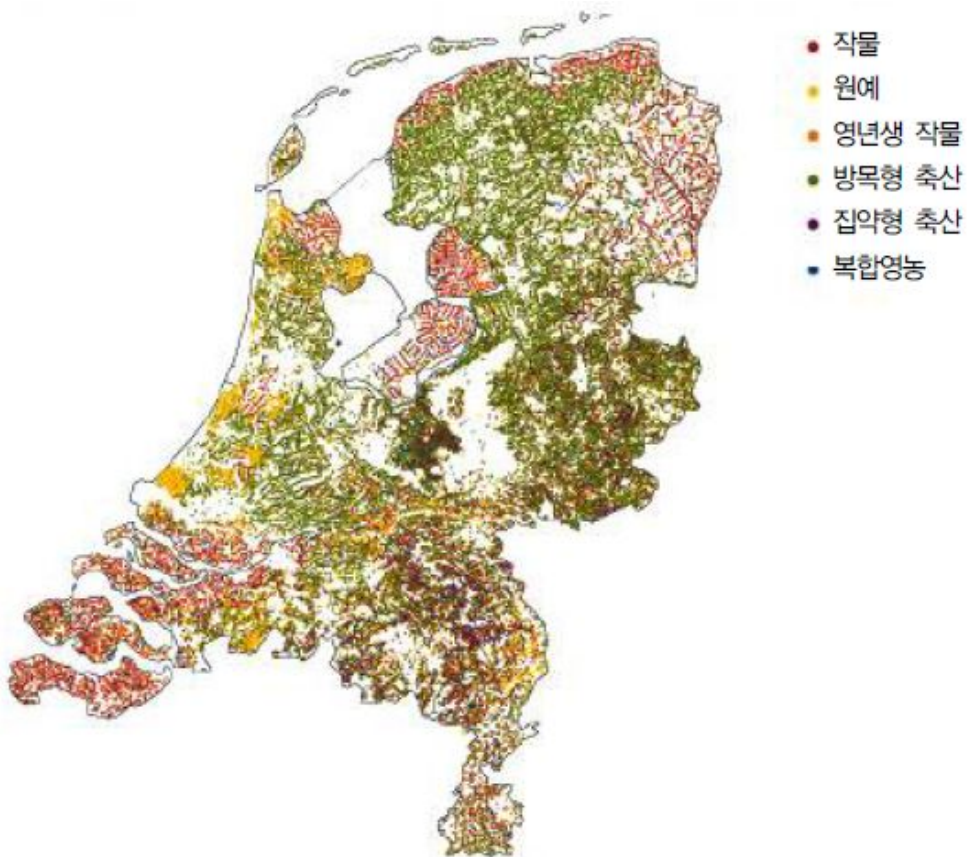 작물
원예
영년생 작물
방목형 축산
집약형 축산
복합영농